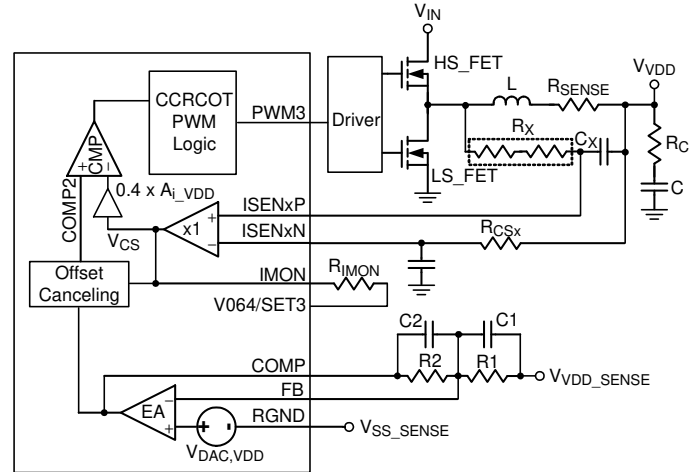 V_IN
HS_FET
L
R_SENSE
V_VDD
CCRCOT
PWM
Logic
PWM3
Driver
R_X
C_X
R_C
C
LS_FET
CMP
+
-
COMP2
0.4 x A_i_VDD
ISENxP
+
x1
ISENxN
-
R_CSx
V_CS
Offset
Canceling
IMON
R_IMON
V064/SET3
C2
C1
COMP
R2
R1
V_VDD_SENSE
FB
EA
-
+
+ -
RGND
V_SS_SENSE
V_DAC,VDD